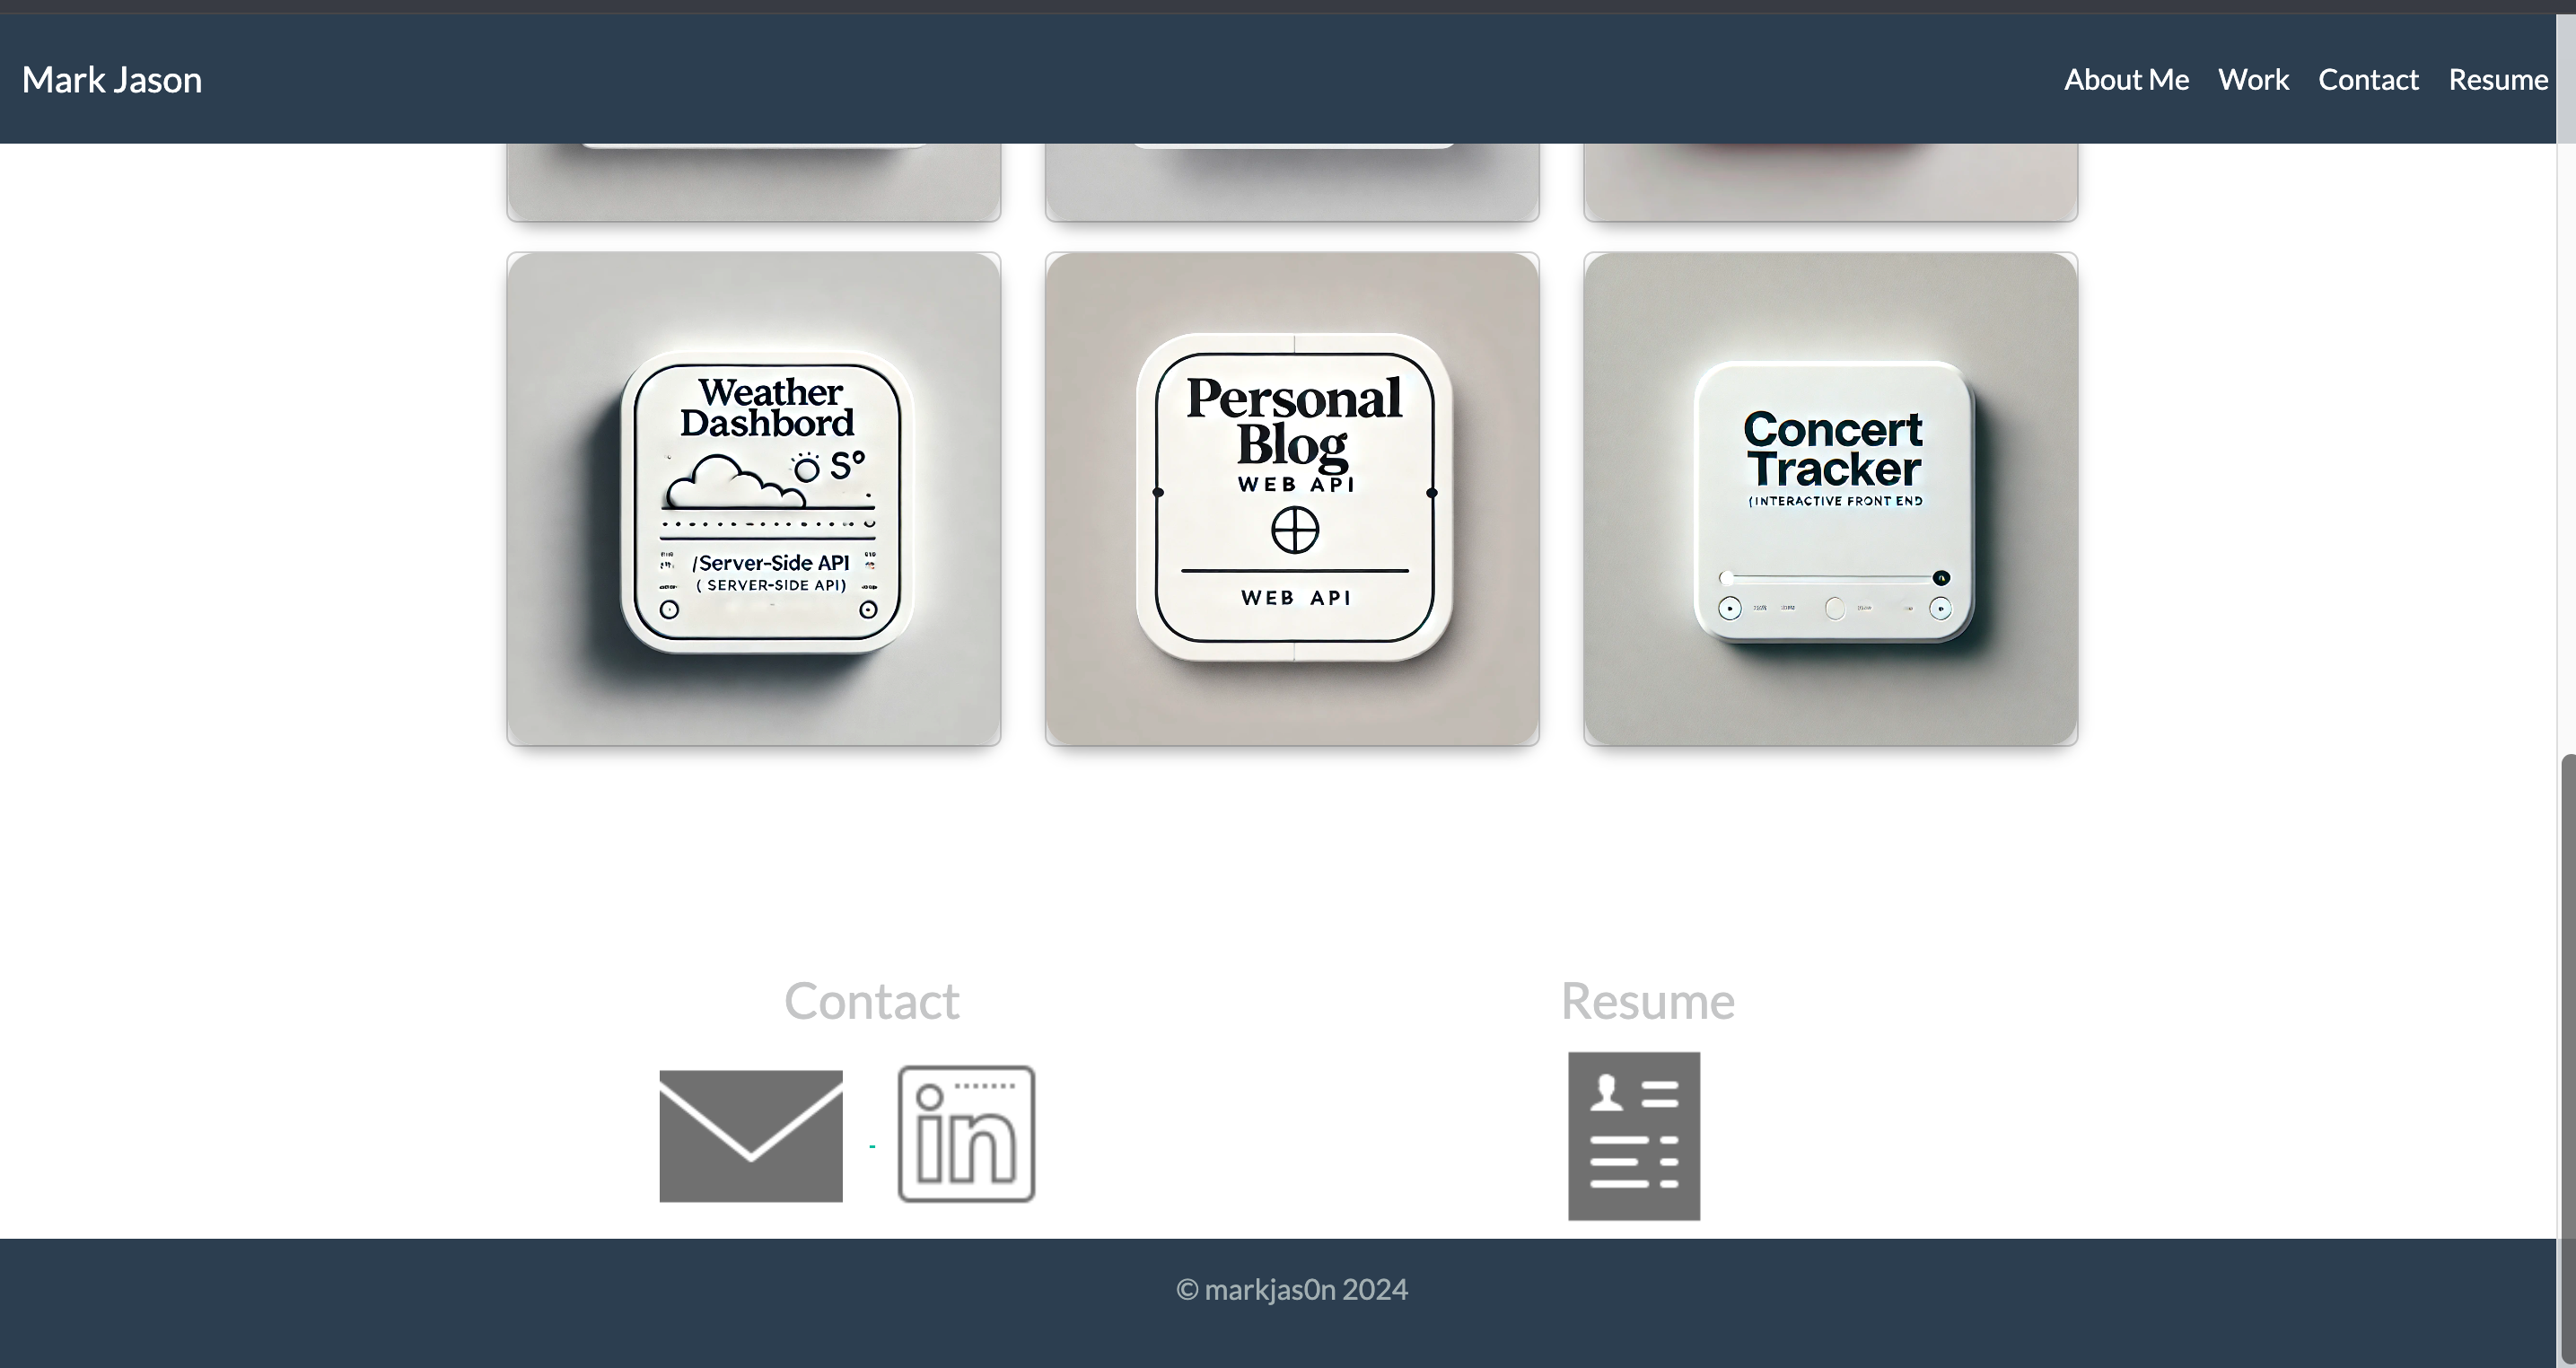 Mark Jason
About Me Work Contact Resume
Weather
Dashbord
S°
/Server-Side API
( SERVER-SIDE API)
Personal
Blog
WEB API
WEB API
Concert
Tracker
(INTERACTIVE FRONT END
Contact
Resume
in
© markjas0n 2024